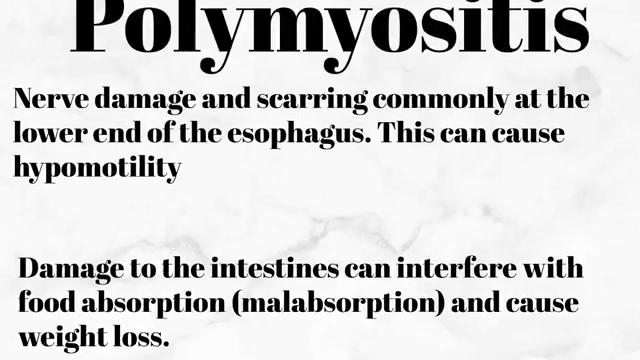 Polymyositis
Nerve damage and scarring commonly at the
lower end of the esophagus. This can cause
hypomotility
Damage to the intestines can interfere with
food absorption (malabsorption) and cause
weight loss.